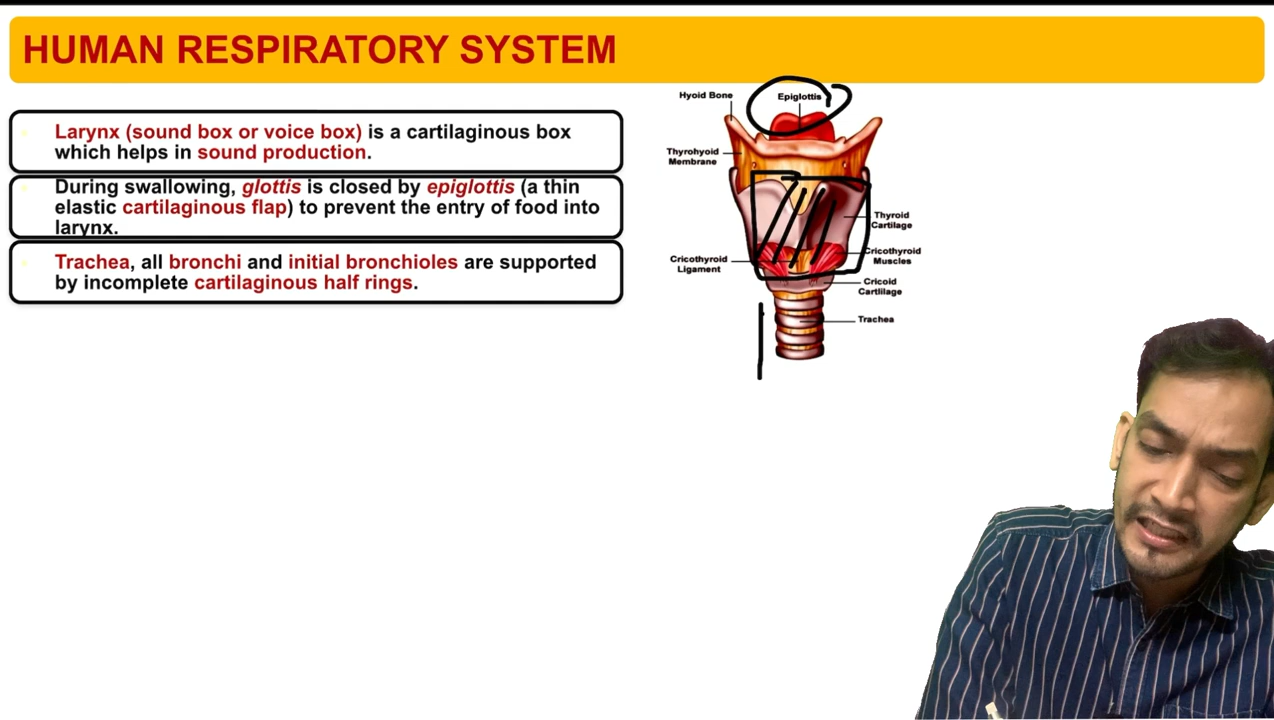 HUMAN RESPIRATORY SYSTEM
Larynx (sound box or voice box) is a cartilaginous box
which helps in sound production.
During swallowing, glottis is closed by epiglottis (a thin
elastic cartilaginous flap) to prevent the entry of food into
larynx.
Trachea, all bronchi and initial bronchioles are supported
by incomplete cartilaginous half rings.
Hyoid Bone
Epiglottis
Thyrohyoid
Membrane
Thyroid
Cartilage
Cricothyroid
Ligament
Cricothyroid
Muscles
Cricoid
Cartlilage
Trachea